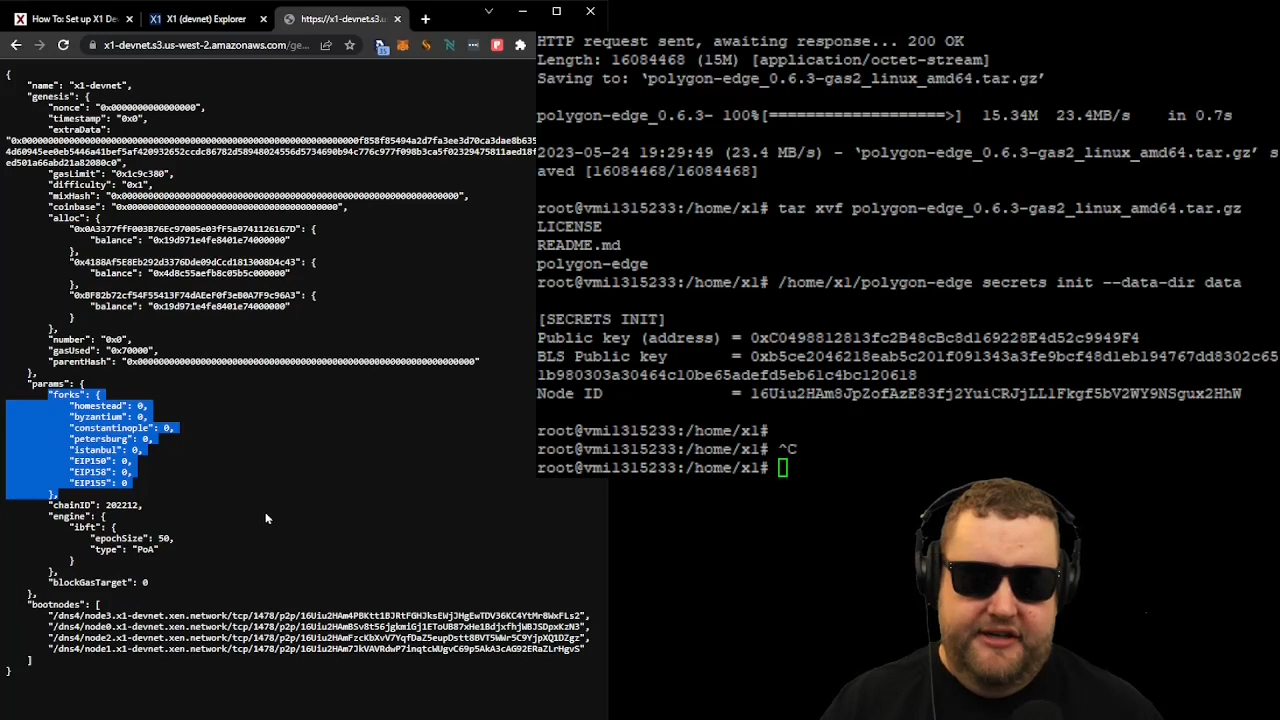 How To: Set up X1 De
X1 (devnet) Explorer
https://x1-devnet.s3.u
x1-devnet.s3.us-west-2.amazonaws.com/ge...
35
{
"name": "x1-devnet",
"genesis": {
"nonce": "0x0000000000000000",
"timestamp": "0x0",
"extraData":
"gasLimit": "0x1c9c380",
"difficulty": "0x1",
"alloc": {
"0x0A3377fFF003B76Ec97005e03fF5a9741126167D": {
"balance": "0x19d971e4fe8401e74000000"
},
"0x4188Af5E8Eb292d3376Dde09dCcd1813008D4c43": {
"balance": "0x4d8c55aefb8c05b5c000000"
},
"0xBF82b72cf54F55413F74dAEeF0f3eB0A7F9c96A3": {
"balance": "0x19d971e4fe8401e74000000"
}
},
"number": "0x0",
"gasUsed": "0x70000",
},
"params": {
"forks": {
"homestead": 0,
"byzantium": 0,
"constantinople": 0,
"petersburg": 0,
"istanbul": 0,
"EIP150": 0,
"EIP158": 0,
"EIP155": 0
},
"chainID": 202212,
"engine": {
"ibft": {
"epochSize": 50,
"type": "PoA"
}
},
"blockGasTarget": 0
},
"bootnodes": [
]
}
HTTP request sent, awaiting response... 200 OK
Length: 16084468 (15M) [application/octet-stream]
Saving to: ‘polygon-edge_0.6.3-gas2_linux_amd64.tar.gz’
polygon-edge_0.6.3- 100%[===================>] 15.34M 23.4MB/s in 0.7s
2023-05-24 19:29:49 (23.4 MB/s) - ‘polygon-edge_0.6.3-gas2_linux_amd64.tar.gz’ s
aved [16084468/16084468]
root@vmi1315233:/home/x1# tar xvf polygon-edge_0.6.3-gas2_linux_amd64.tar.gz
LICENSE
README.md
polygon-edge
root@vmi1315233:/home/x1# /home/x1/polygon-edge secrets init --data-dir data
[SECRETS INIT]
Public key (address) = 0xC0498812813fc2B48cBc8d169228E4d52c9949F4
BLS Public key = 0xb5ce2046218eab5c201f091343a3fe9bcf48d1eb194767dd8302c65
1b980303a30464c10be65adefd5eb61c4bc120618
Node ID = 16Uiu2HAm8JpZofAzE83fj2YuiCRJjLL1Fkgf5bV2WY9NSgux2HhW
root@vmi1315233:/home/x1#
root@vmi1315233:/home/x1# ^C
root@vmi1315233:/home/x1#